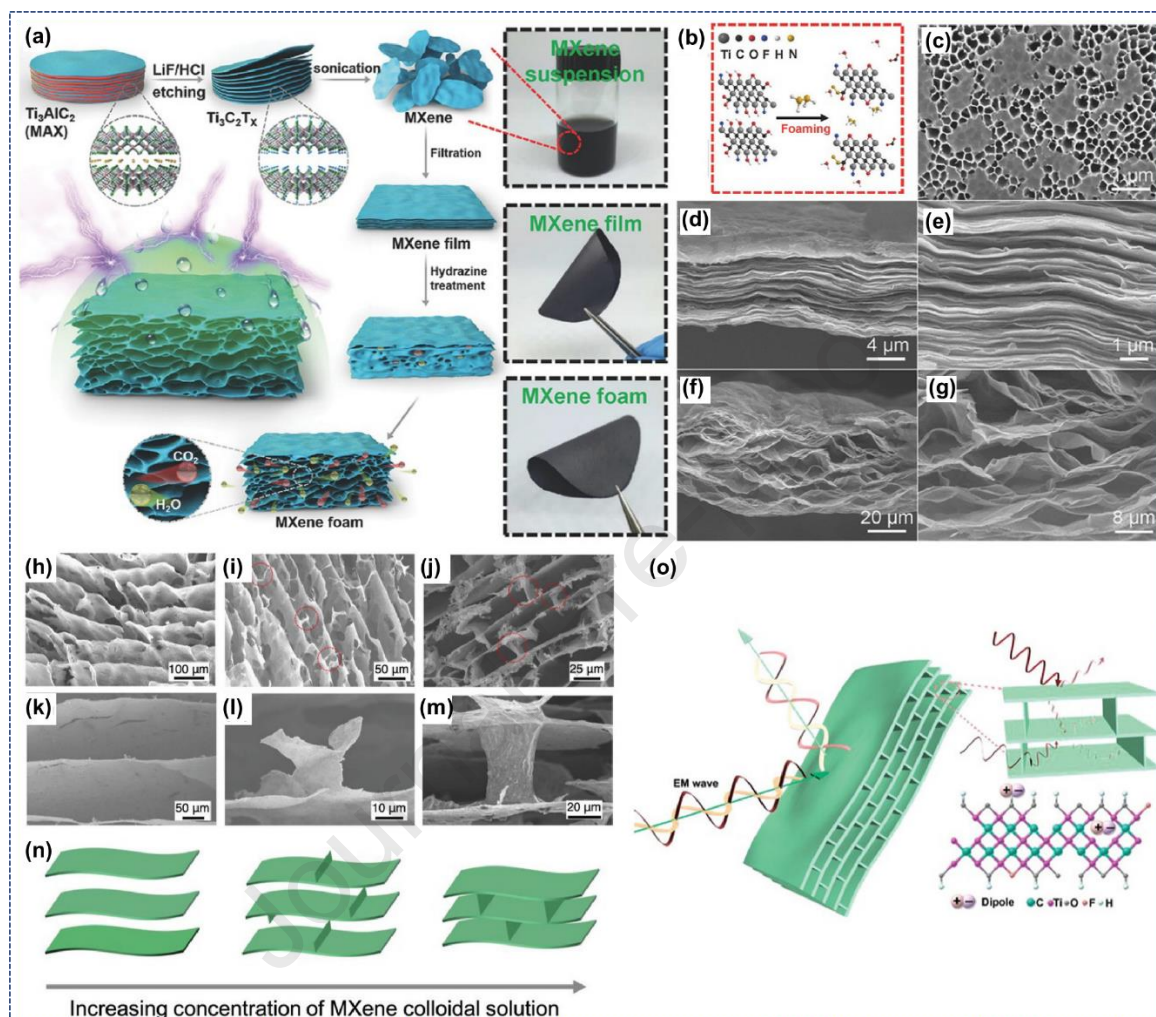 (a)
LiF/HCl
etching
sonication
Ti₃AlC₂
(MAX)
Ti₃C₂Tₓ
MXene
Filtration
MXene film
Hydrazine
treatment
CO₂
H₂O
MXene foam
MXene
suspension
MXene film
MXene foam
(b)
Ti C O F H N
Foaming
(c)
(d)
4 µm
(e)
1 µm
(f)
20 µm
(g)
8 µm
(h)
100 µm
(i)
50 µm
(j)
25 µm
(k)
50 µm
(l)
10 µm
(m)
20 µm
(n)
Increasing concentration of MXene colloidal solution
(o)
EM wave
Dipole C Ti O F H